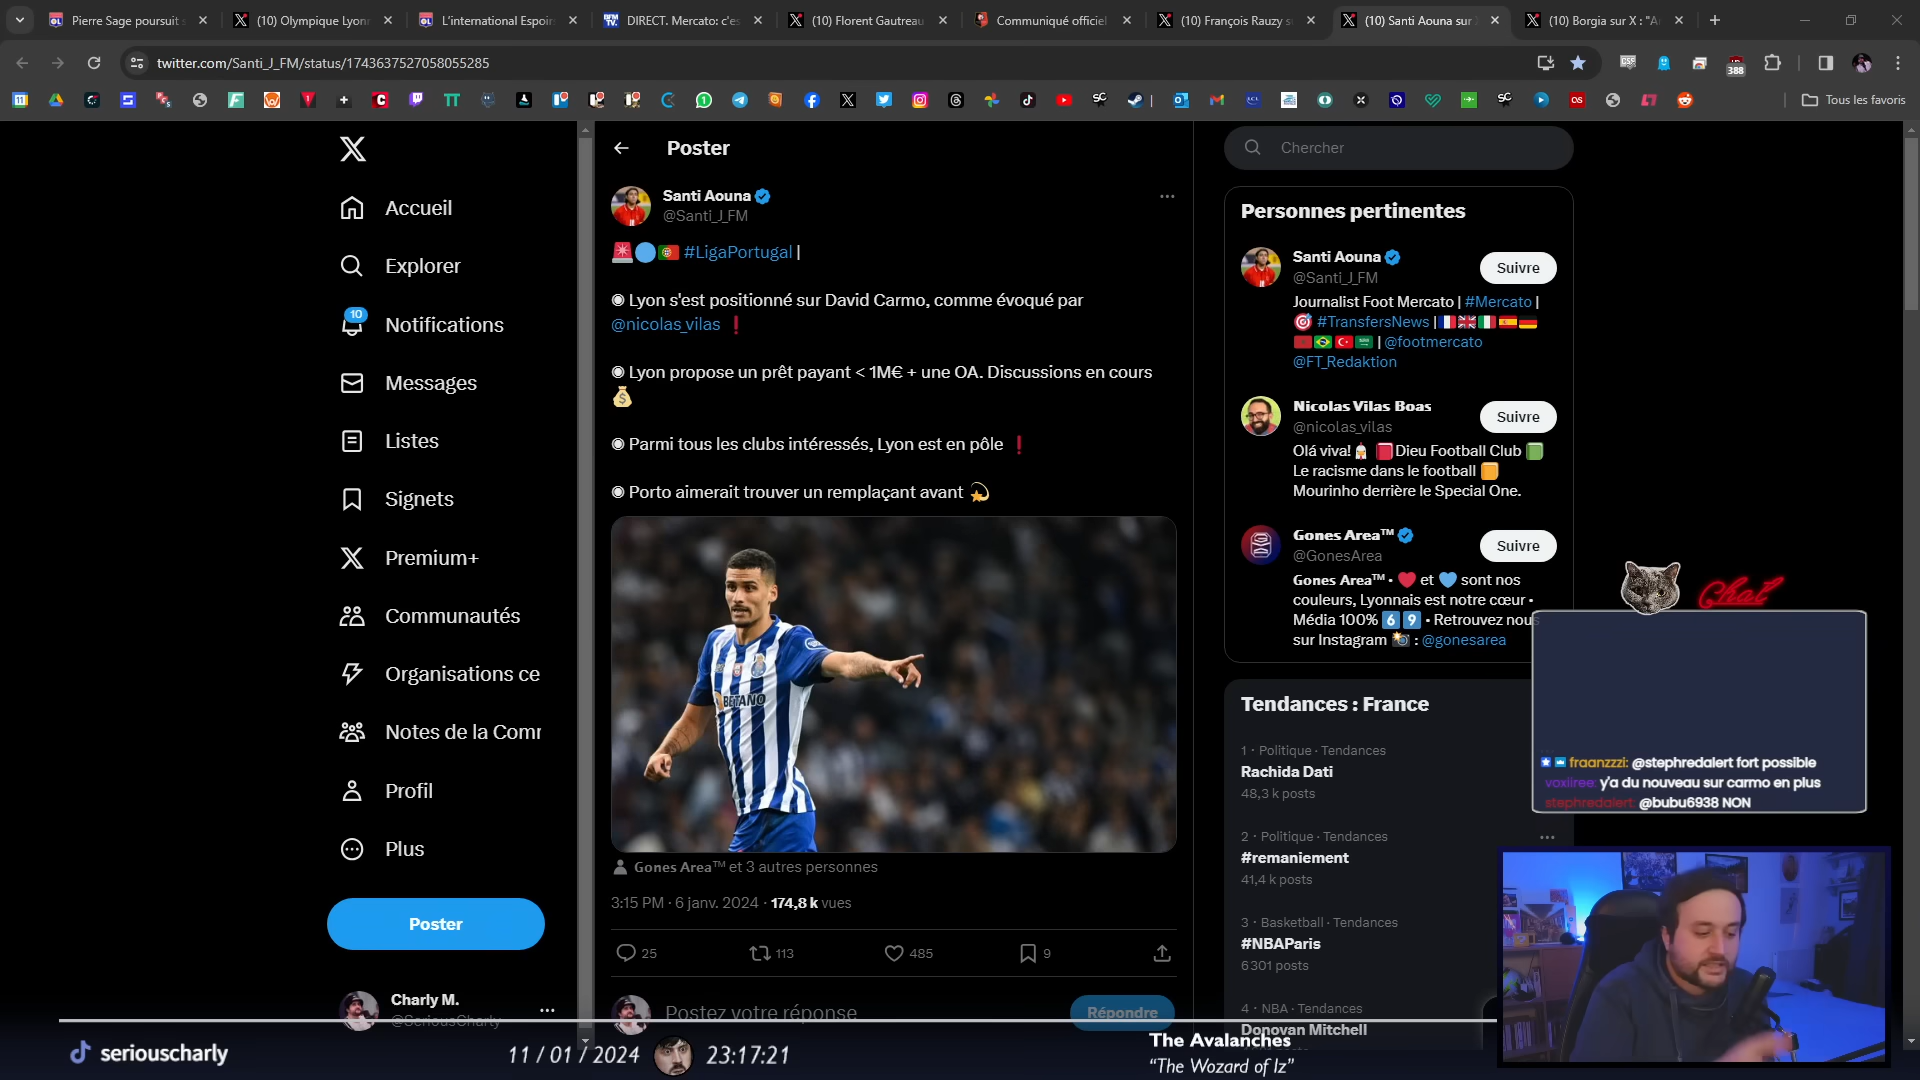 Pierre Sage poursuit s
(10) Olympique Lyonn
L'international Espoir
DIRECT. Mercato: c'es
(10) Florent Gautreau
Communiqué officiel
(10) François Rauzy s
(10) Santi Aouna sur
(10) Borgia sur X : "A
twitter.com/Santi_J_FM/status/1743637527058055285
388
Tous les favoris
Accueil
Explorer
10
Notifications
Messages
Listes
Signets
Premium+
Communautés
Organisations ce
Notes de la Comm
Profil
Plus
Poster
Charly M.
@SeriousCharly
Poster
Santi Aouna
@Santi_J_FM
#LigaPortugal |
◉ Lyon s'est positionné sur David Carmo, comme évoqué par
@nicolas_vilas ❗
◉ Lyon propose un prêt payant < 1M€ + une OA. Discussions en cours
💰
◉ Parmi tous les clubs intéressés, Lyon est en pôle ❗
◉ Porto aimerait trouver un remplaçant avant 💫
BETANO
Gones Area™ et 3 autres personnes
3:15 PM · 6 janv. 2024 · 174,8 k vues
25
113
485
9
Postez votre réponse
Répondre
Chercher
Personnes pertinentes
Santi Aouna
@Santi_J_FM
Suivre
Journalist Foot Mercato | #Mercato |
🎯 #TransfersNews |🇫🇷🇬🇧🇮🇹🇪🇸🇩🇪
🇲🇦🇧🇷🇹🇷🇸🇦 | @footmercato
@FT_Redaktion
Nicolas Vilas Boas
@nicolas_vilas
Suivre
Olá viva! 📕Dieu Football Club 📗
Le racisme dans le football 📙
Mourinho derrière le Special One.
Gones Area™
@GonesArea
Suivre
Gones Area™ • ❤️ et 💙 sont nos
couleurs, Lyonnais est notre cœur •
Média 100% 6️⃣ 9️⃣ • Retrouvez nous
sur Instagram 📸 : @gonesarea
Tendances : France
1 · Politique · Tendances
Rachida Dati
48,3 k posts
2 · Politique · Tendances
#remaniement
41,4 k posts
3 · Basketball · Tendances
#NBAParis
6 301 posts
4 · NBA · Tendances
Donovan Mitchell
Chat
fraanzzzi: @stephredalert fort possible
voxliree: y'a du nouveau sur carmo en plus
stephredalert: @bubu6938 NON
seriouscharly
11 / 01 / 2024
23:17:21
The Avalanches
“The Wozard of Iz”